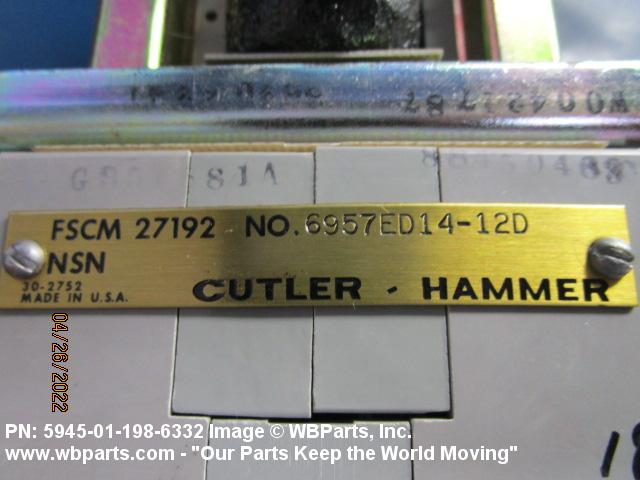 FSCM 27192 NO. 6957ED14-12D
NSN
30-2752
MADE IN U.S.A.
CUTLER - HAMMER
04/26/2022
PN: 5945-01-198-6332 Image © WBParts, Inc.
www.wbparts.com - "Our Parts Keep the World Moving"